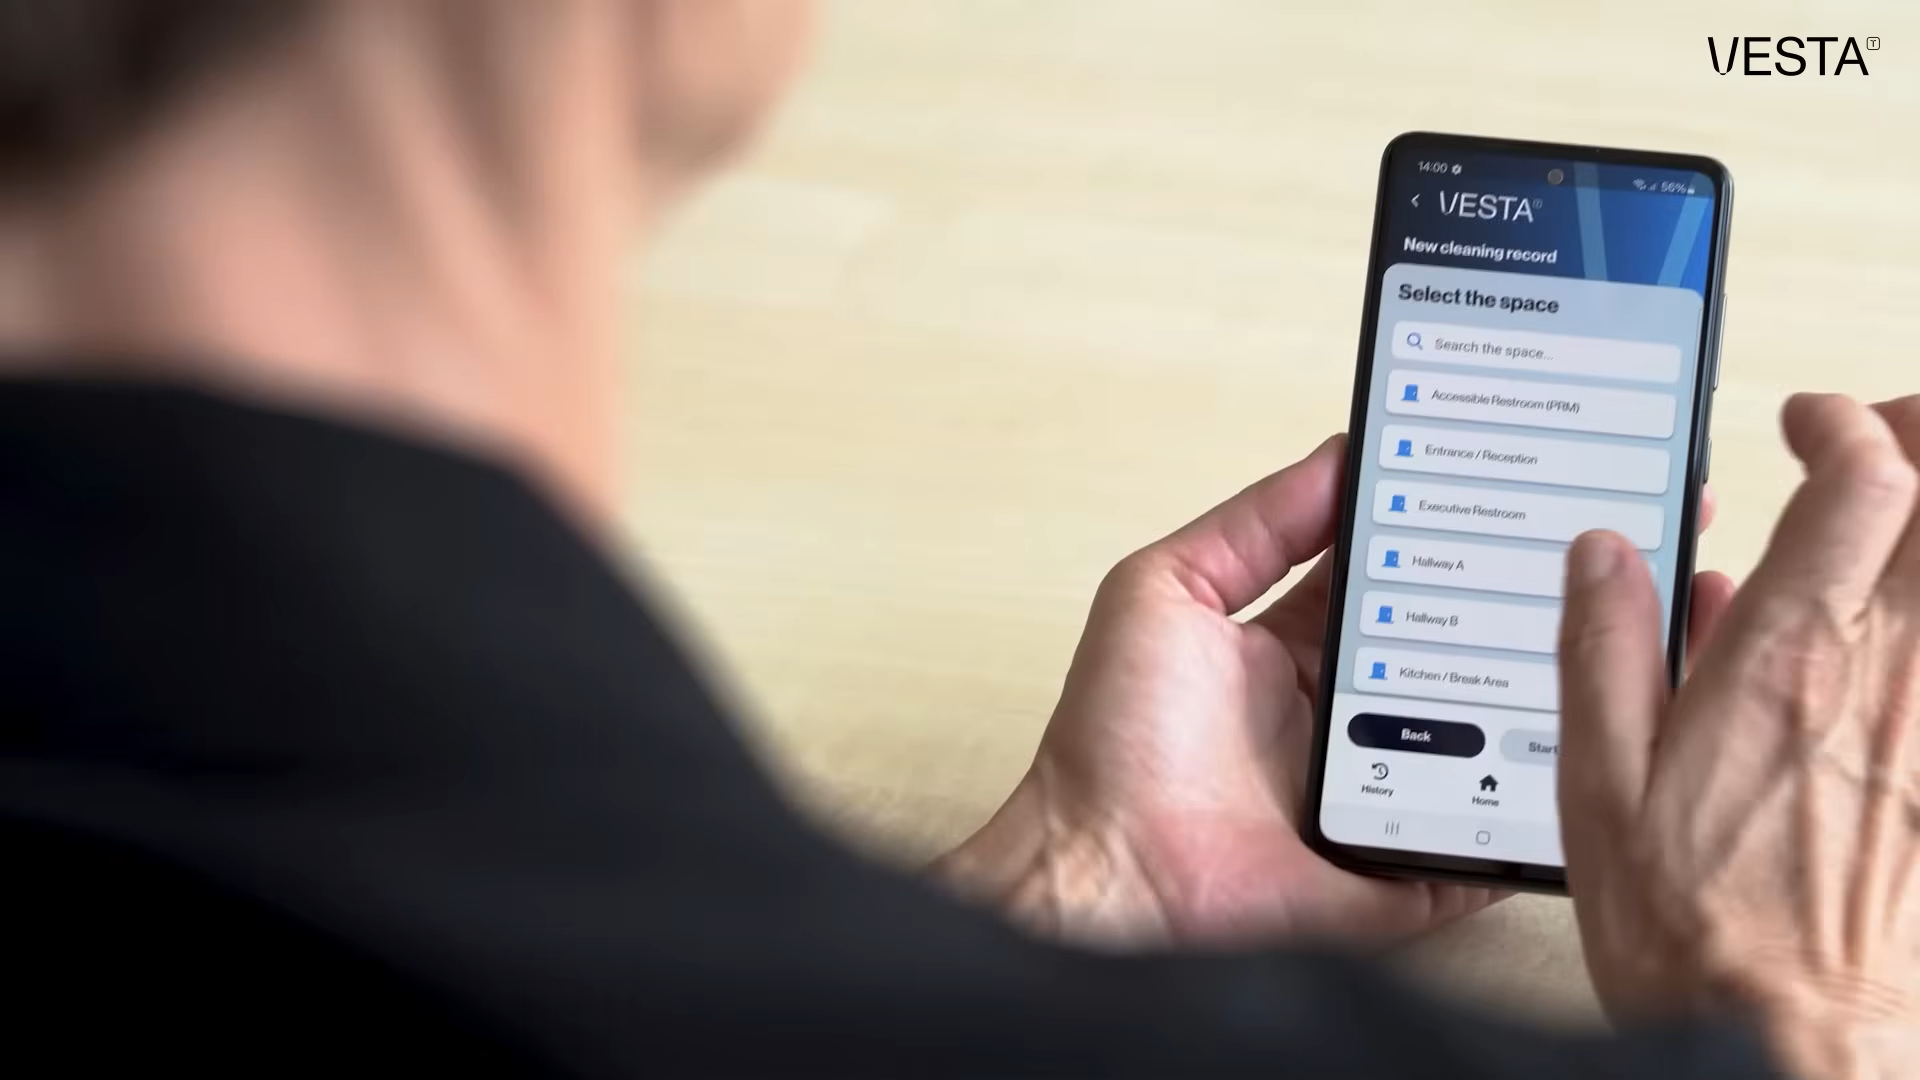 VESTA T
14:00 56%
VESTA
New cleaning record
Select the space
Search the space...
Accessible Restroom (PRM)
Entrance / Reception
Executive Restroom
Hallway A
Hallway B
Kitchen / Break Area
Back Start
History Home